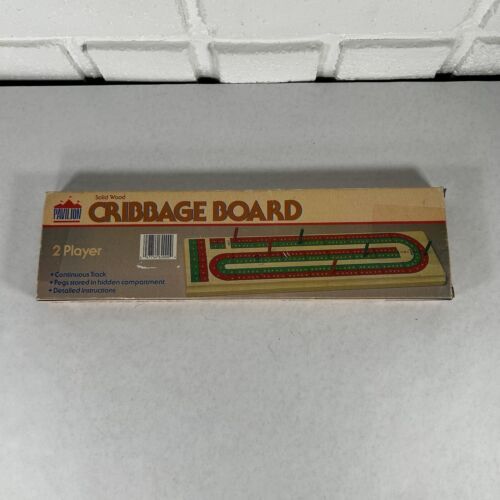 PAVILION
Solid Wood
CRIBBAGE BOARD
2 Player
• Continuous Track
• Pegs stored in hidden compartment
• Detailed Instructions